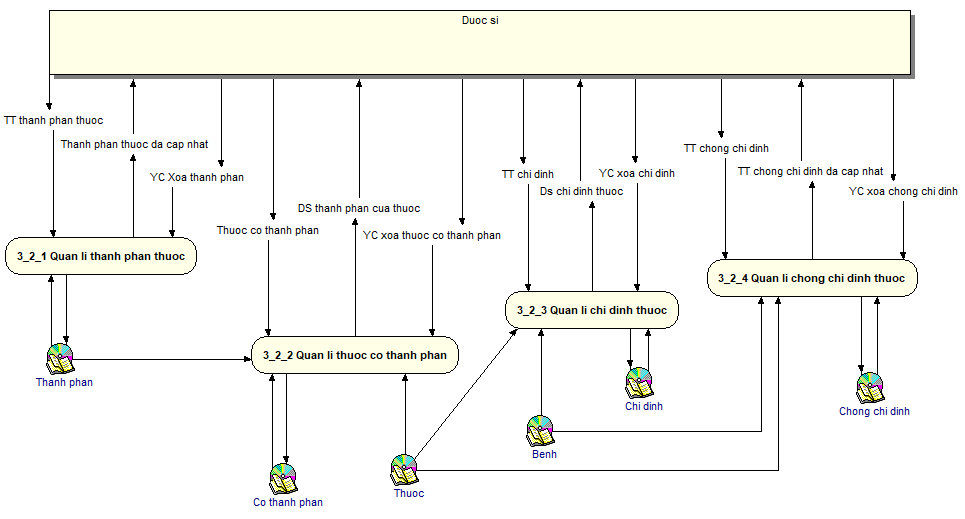 Duoc si
TT thanh phan thuoc
Thanh phan thuoc da cap nhat
YC Xoa thanh phan
Thuoc co thanh phan
DS thanh phan cua thuoc
YC xoa thuoc co thanh phan
TT chi dinh
Ds chi dinh thuoc
YC xoa chi dinh
TT chong chi dinh
TT chong chi dinh da cap nhat
YC xoa chong chi dinh
3_2_1 Quan li thanh phan thuoc
3_2_2 Quan li thuoc co thanh phan
3_2_3 Quan li chi dinh thuoc
3_2_4 Quan li chong chi dinh thuoc
Thanh phan
Co thanh phan
Thuoc
Benh
Chi dinh
Chong chi dinh